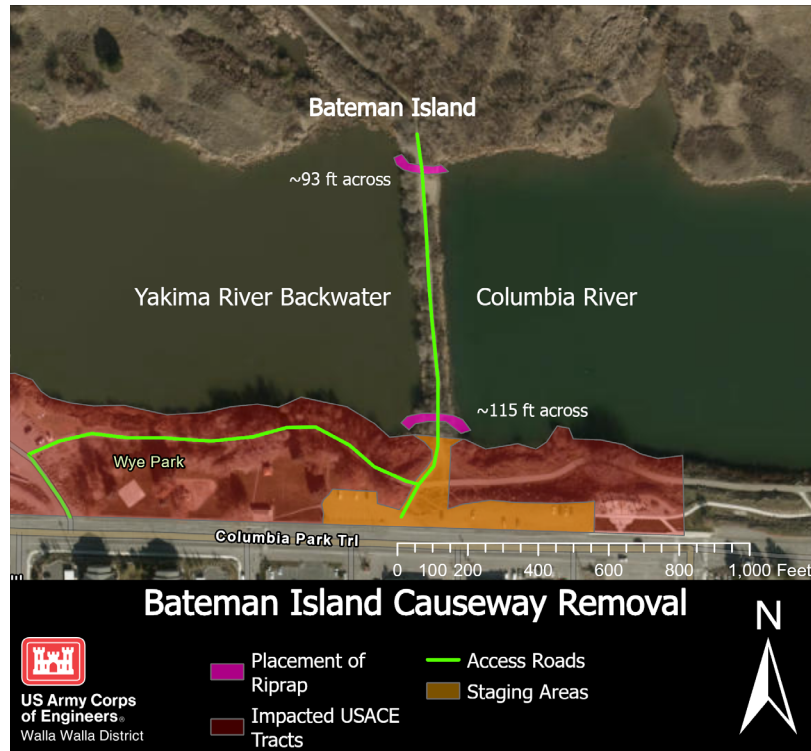 Bateman Island
~93 ft across
Yakima River Backwater
Columbia River
~115 ft across
Wye Park
Columbia Park Trl
0 100 200 400 600 800 1,000 Feet
Bateman Island Causeway Removal
N
US Army Corps
of Engineers®
Walla Walla District
Placement of
Riprap
Impacted USACE
Tracts
Access Roads
Staging Areas